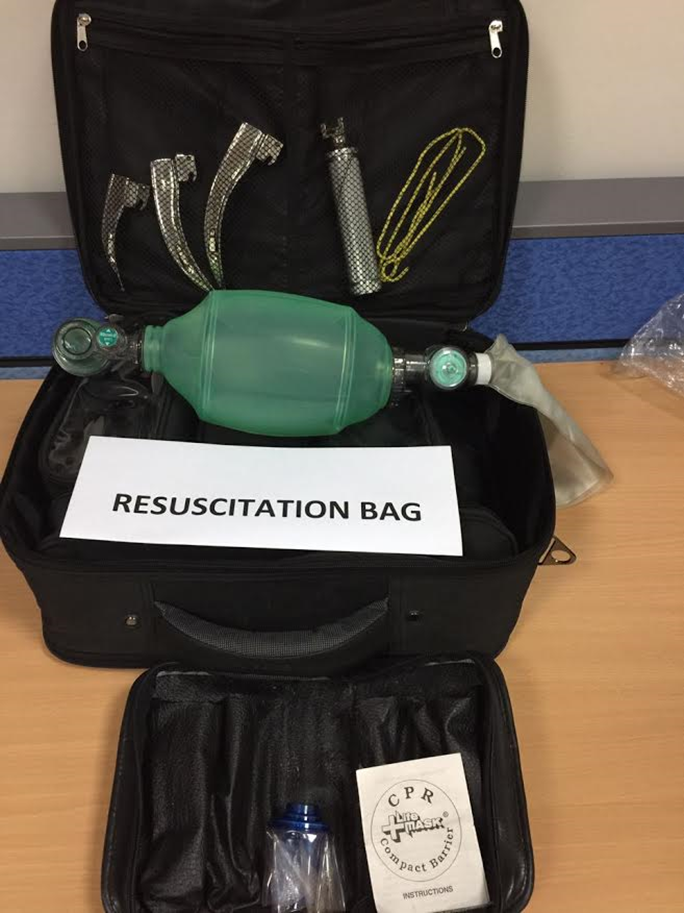 RESUSCITATION BAG
CPR
Life
MASK
Compact Barrier
INSTRUCTIONS